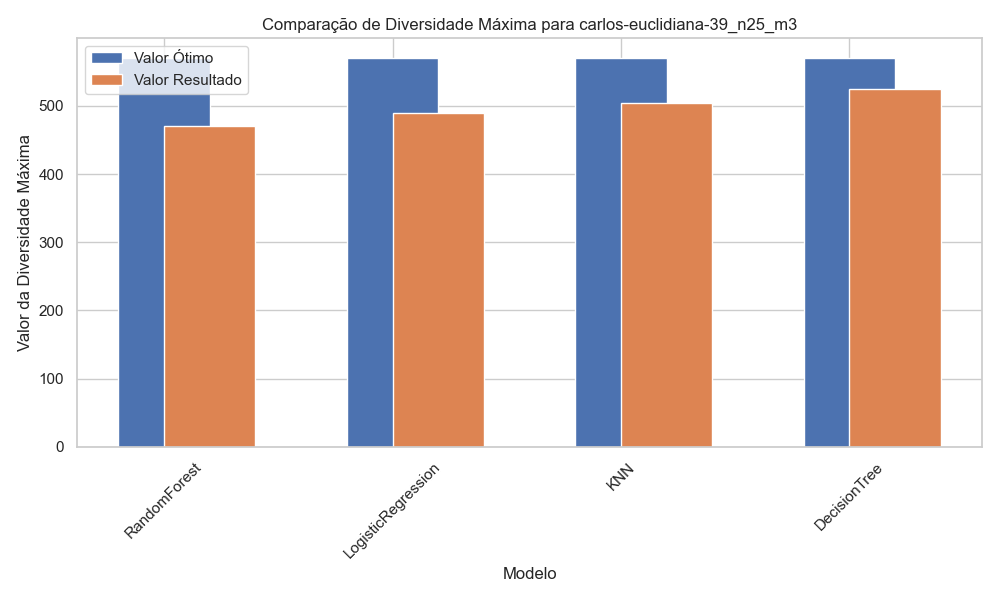 Comparação de Diversidade Máxima para carlos-euclidiana-39_n25_m3
Valor Ótimo
Valor Resultado
Valor da Diversidade Máxima
500
400
300
200
100
0
RandomForest
LogisticRegression
KNN
DecisionTree
Modelo